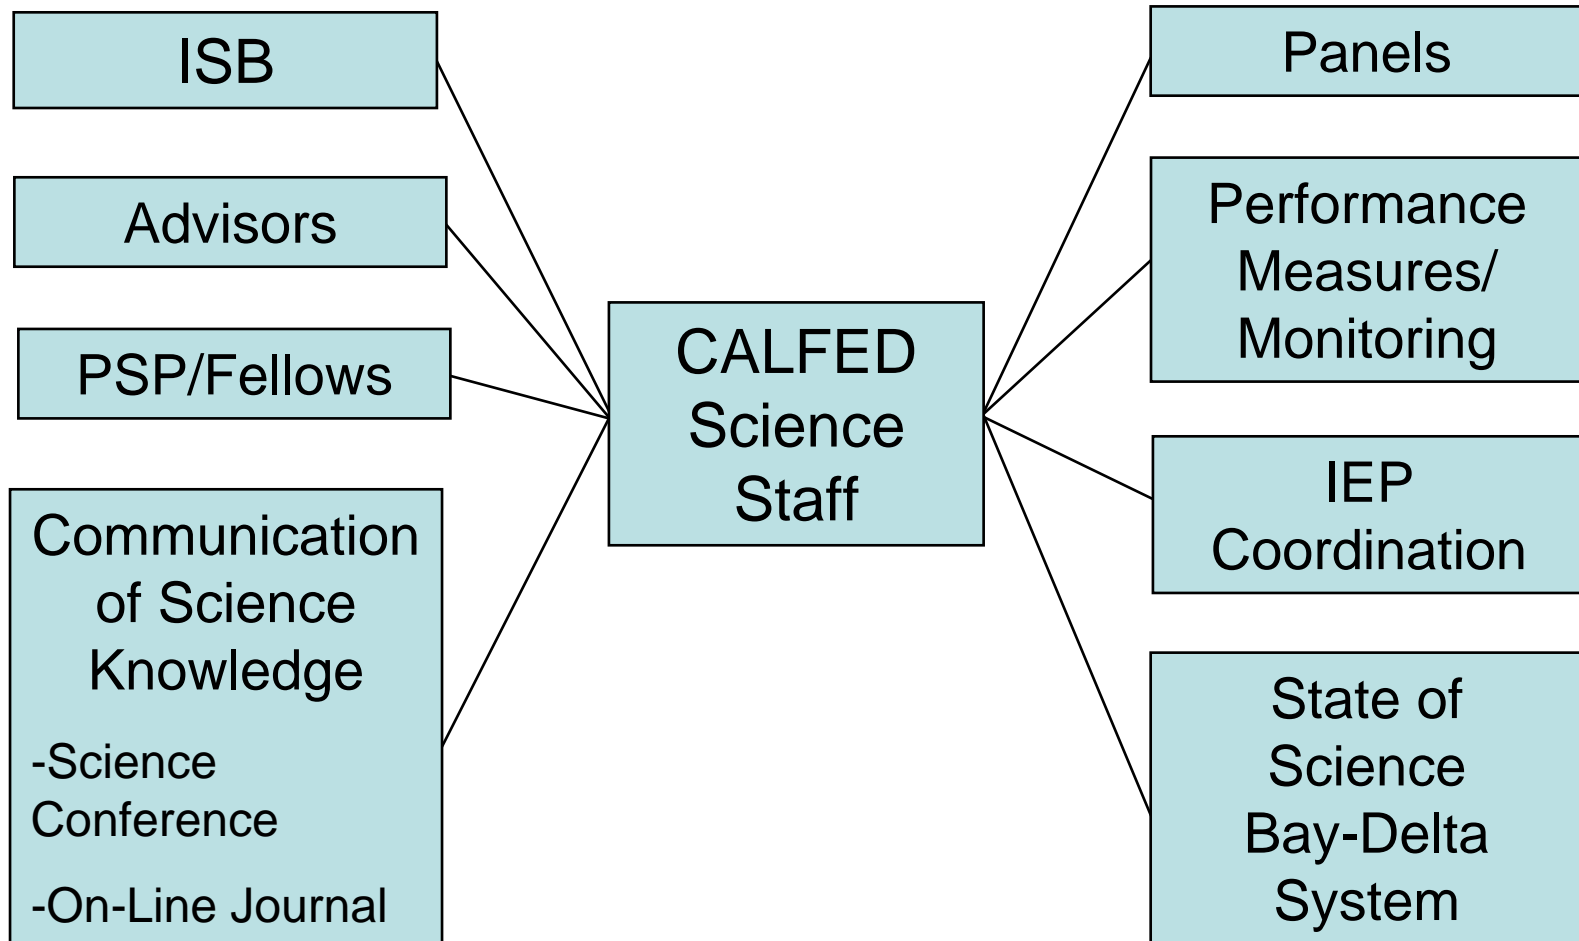 ISB
Advisors
PSP/Fellows
Communication
of Science
Knowledge
-Science
Conference
-On-Line Journal
CALFED
Science
Staff
Panels
Performance
Measures/
Monitoring
IEP
Coordination
State of
Science
Bay-Delta
System